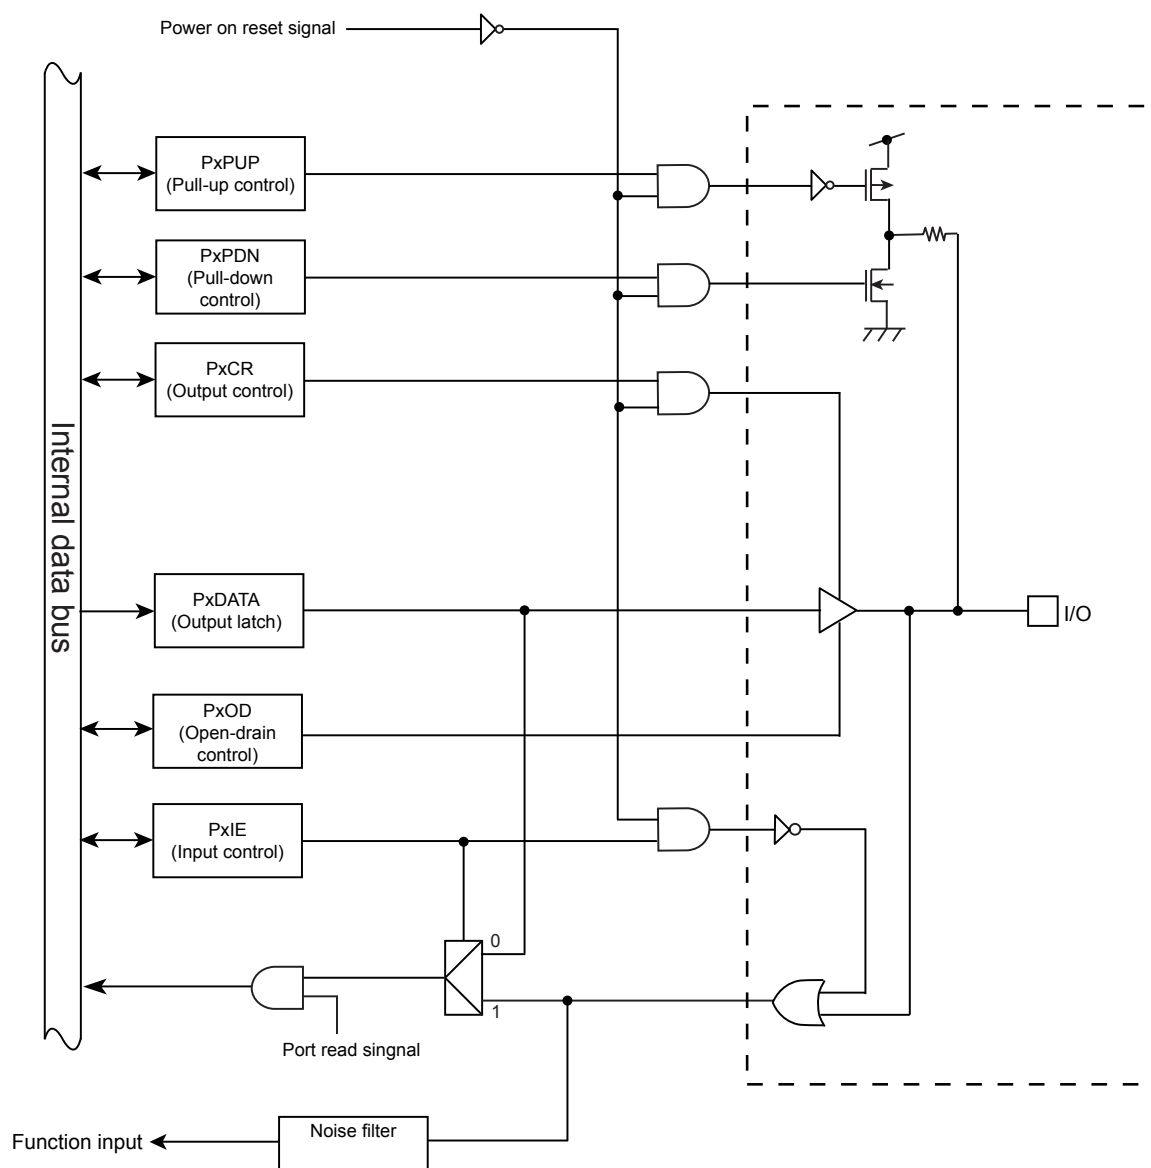 Power on reset signal
PxPUP
(Pull-up control)
PxPDN
(Pull-down
control)
PxCR
(Output control)
Internal data bus
PxDATA
(Output latch)
I/O
PxOD
(Open-drain
control)
PxIE
(Input control)
0
1
Port read singnal
Noise filter
Function input